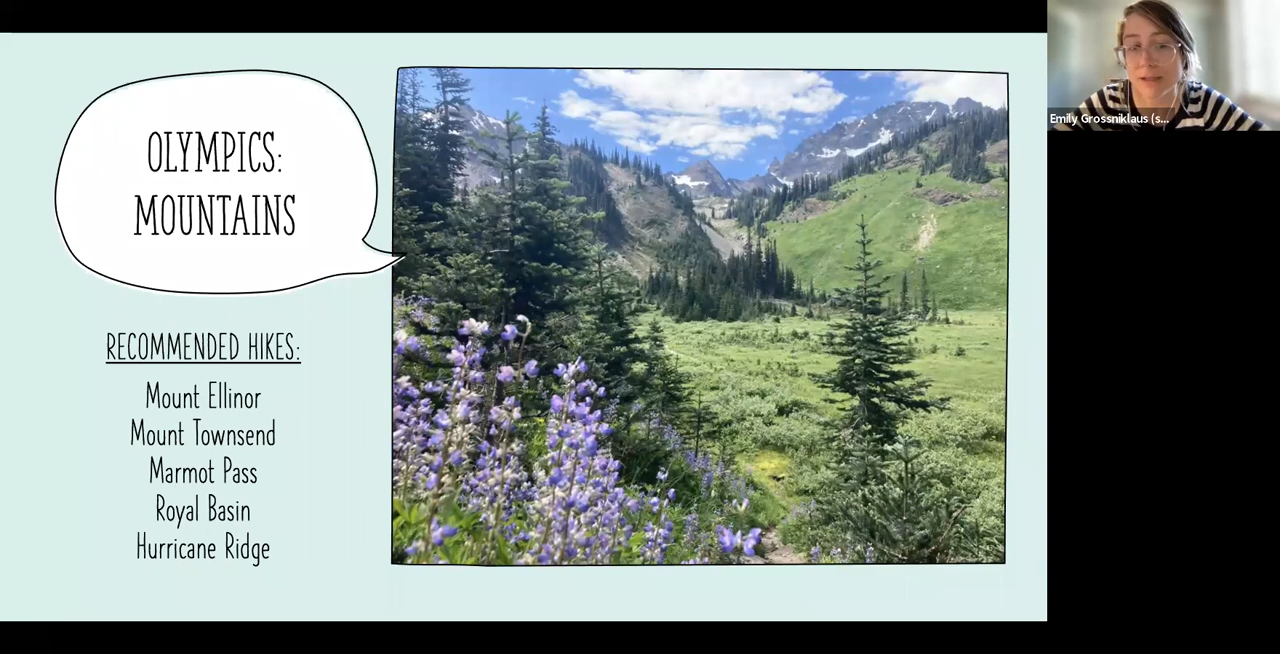 OLYMPICS:
MOUNTAINS
RECOMMENDED HIKES:
Mount Ellinor
Mount Townsend
Marmot Pass
Royal Basin
Hurricane Ridge
Emily Grossniklaus (s...